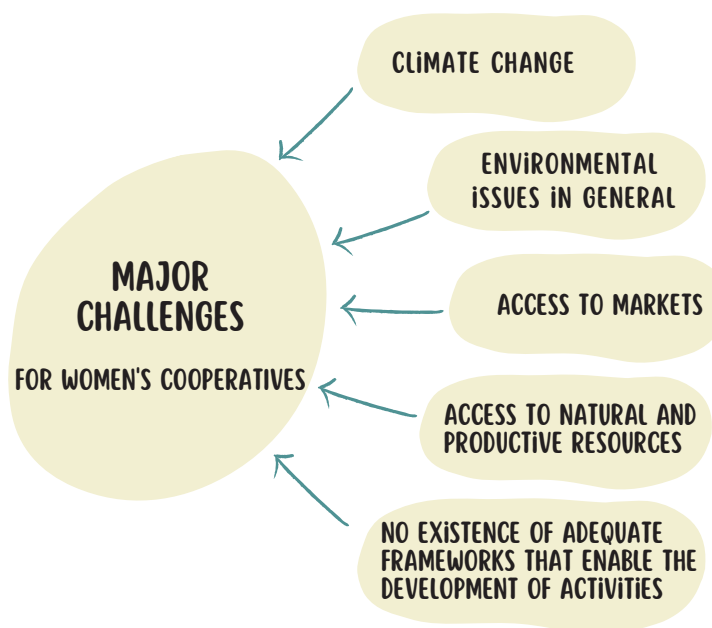 CLIMATE CHANGE
ENVIRONMENTAL
ISSUES IN GENERAL
MAJOR
CHALLENGES
FOR WOMEN'S COOPERATIVES
ACCESS TO MARKETS
ACCESS TO NATURAL AND
PRODUCTIVE RESOURCES
NO EXISTENCE OF ADEQUATE
FRAMEWORKS THAT ENABLE THE
DEVELOPMENT OF ACTIVITIES